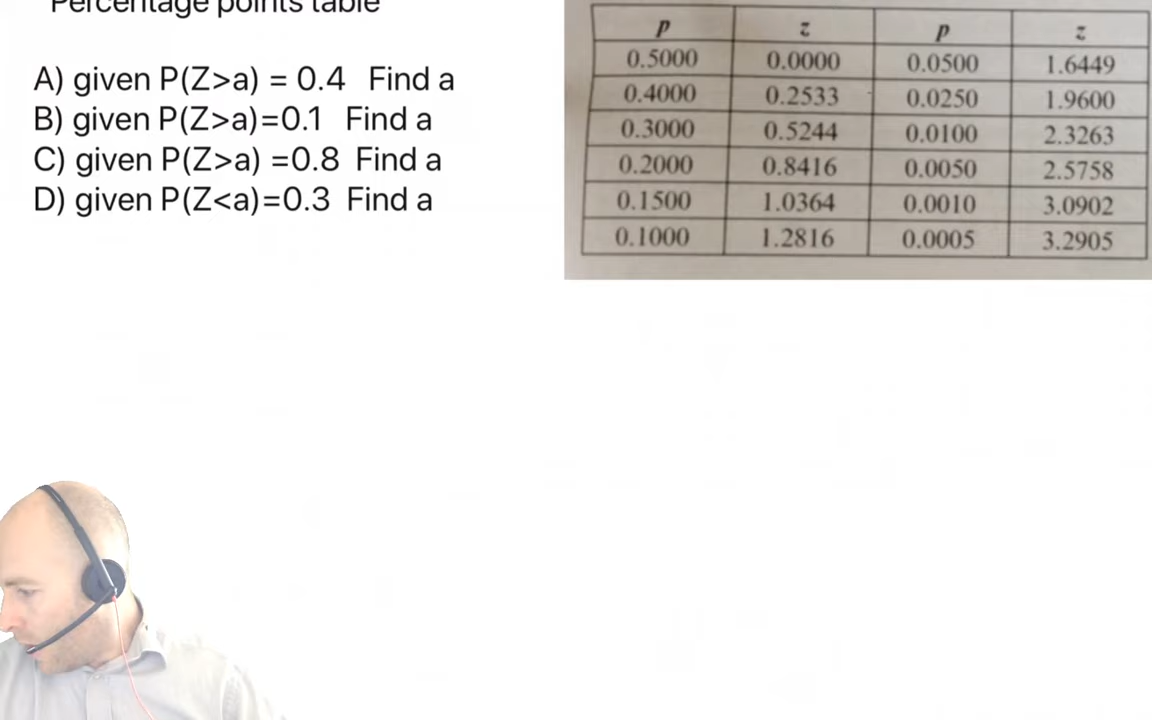 Percentage points table
A) given P(Z>a) = 0.4 Find a
B) given P(Z>a)=0.1 Find a
C) given P(Z>a) =0.8 Find a
D) given P(Z<a)=0.3 Find a
p z p z
0.5000 0.0000 0.0500 1.6449
0.4000 0.2533 0.0250 1.9600
0.3000 0.5244 0.0100 2.3263
0.2000 0.8416 0.0050 2.5758
0.1500 1.0364 0.0010 3.0902
0.1000 1.2816 0.0005 3.2905